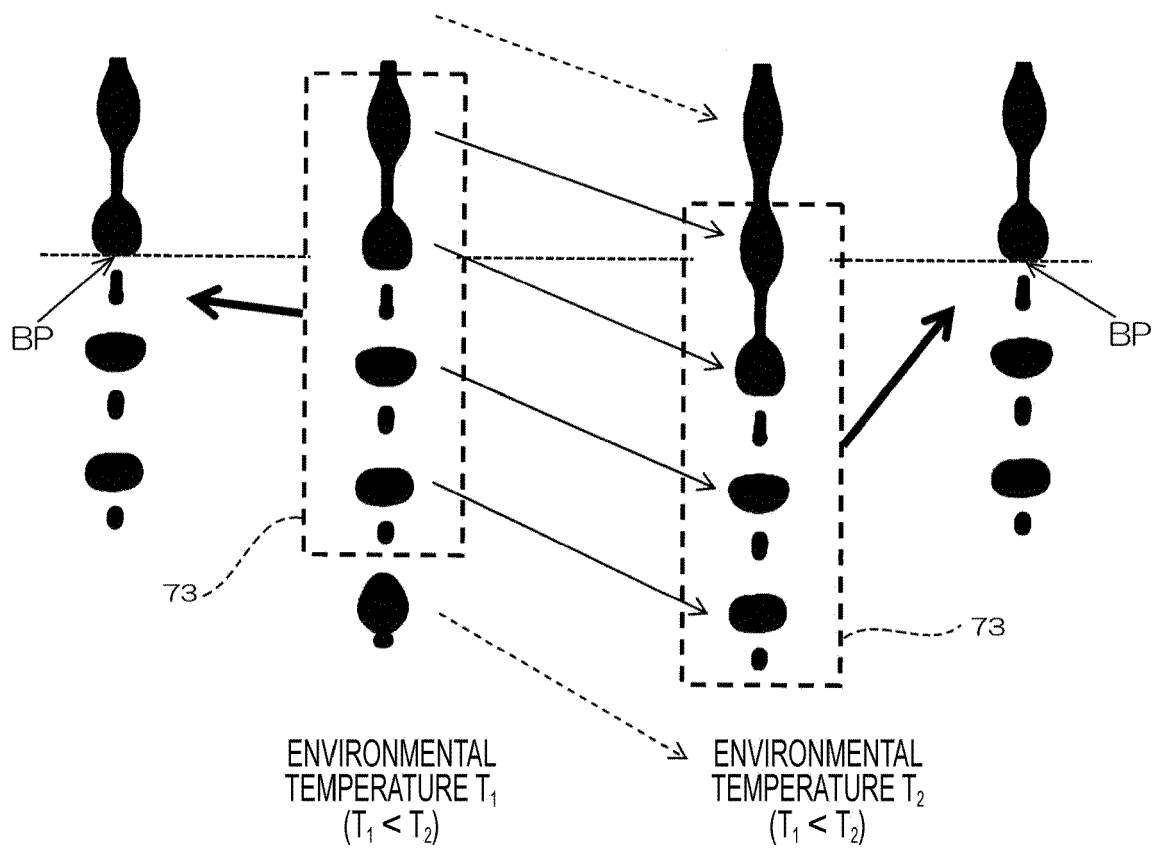 BP
BP
73
73
ENVIRONMENTAL
TEMPERATURE T₁
(T₁ < T₂)
ENVIRONMENTAL
TEMPERATURE T₂
(T₁ < T₂)